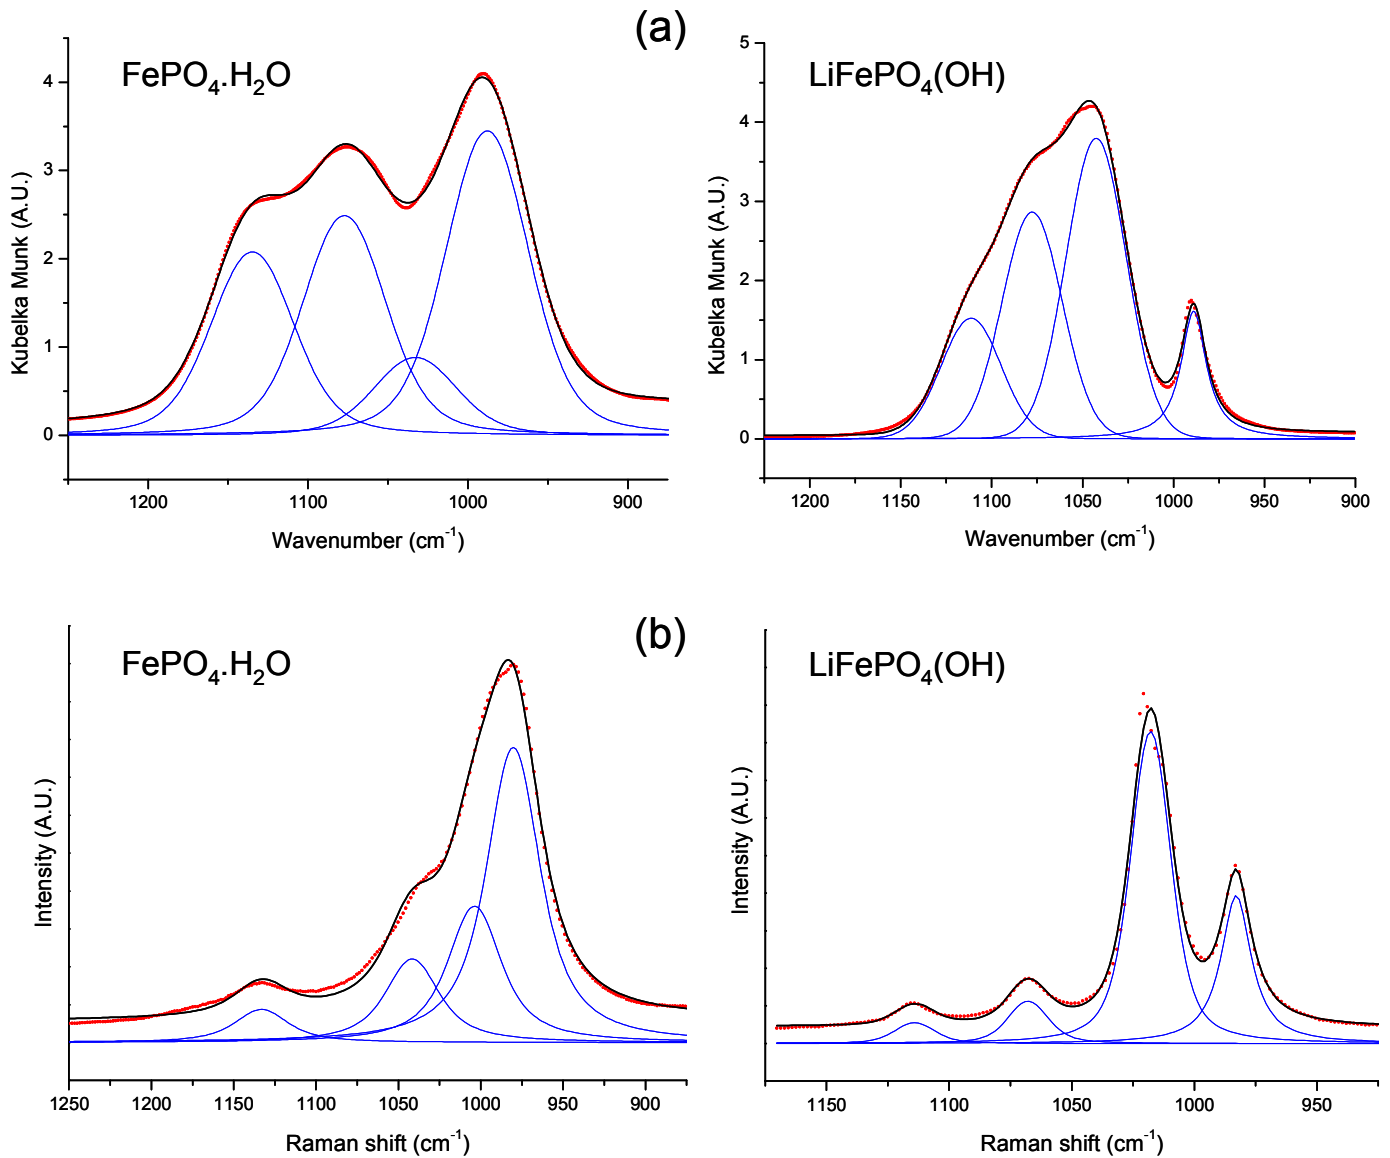 (a)
FePO₄.H₂O
LiFePO₄(OH)
Kubelka Munk (A.U.)
4
3
2
1
0
1200
1100
1000
900
Wavenumber (cm⁻¹)
Kubelka Munk (A.U.)
5
4
3
2
1
0
1200
1150
1100
1050
1000
950
900
Wavenumber (cm⁻¹)
(b)
FePO₄.H₂O
LiFePO₄(OH)
Intensity (A.U.)
1250
1200
1150
1100
1050
1000
950
900
Raman shift (cm⁻¹)
Intensity (A.U.)
1150
1100
1050
1000
950
Raman shift (cm⁻¹)